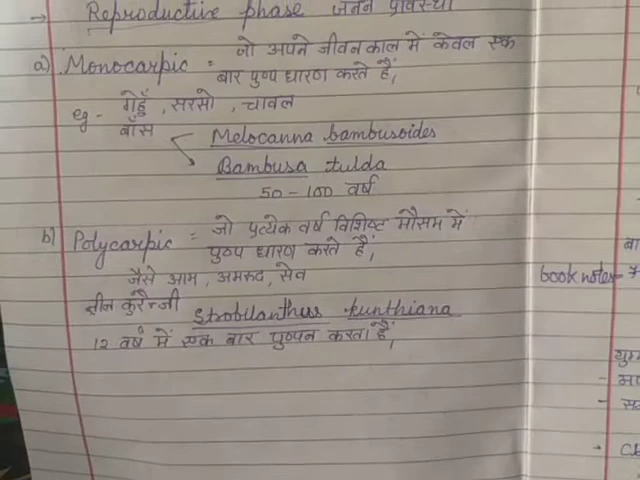 → Reproductive phase जनन प्रावस्था
a) Monocarpic = जो अपने जीवन काल में केवल एक
बार पुष्प धारण करते हैं,
eg - गेहूँ, सरसो, चावल
बाँस
Melocanna bambusoides
Bambusa tulda
50 - 100 वर्ष
b) Polycarpic = जो प्रत्येक वर्ष विशिष्ट मौसम में
पुष्प धारण करते हैं,
जैसे आम, अमरूद, सेव
नील कुरेन्जी Strobilanthus kunthiana
12 वर्ष में एक बार पुष्पन करता है,
book notes -